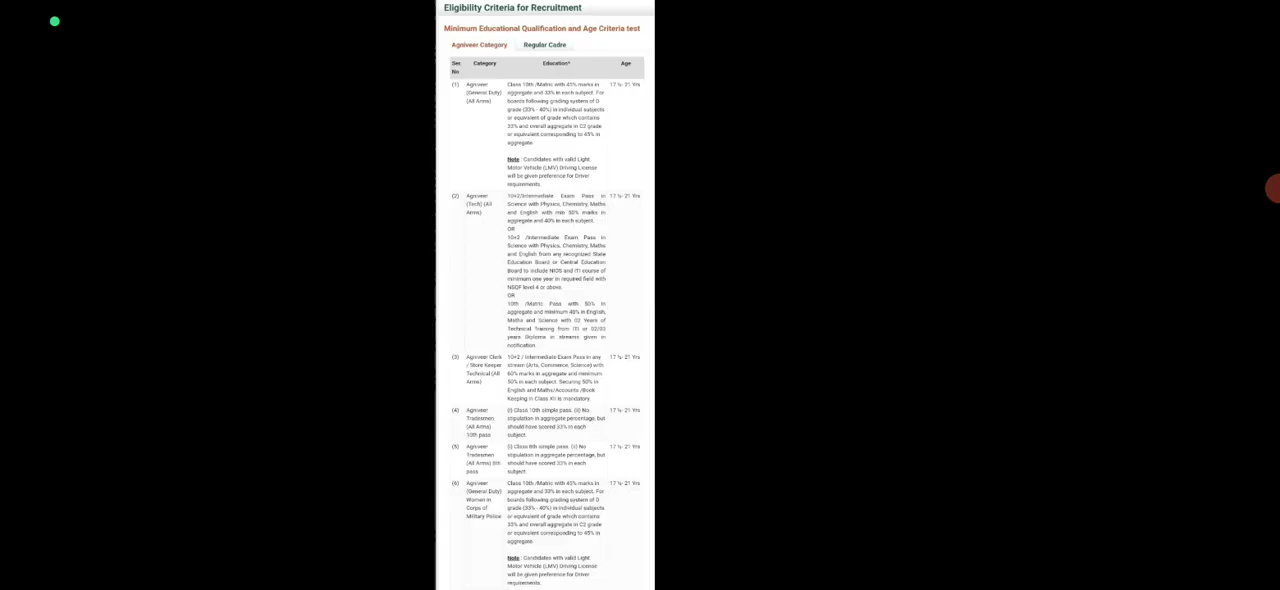 Eligibility Criteria for Recruitment
Minimum Educational Qualification and Age Criteria test
Agniveer Category Regular Cadre
Ser No Category Education* Age
(1) Agniveer (General Duty) (All Arms)
Class 10th /Matric with 45% marks in
aggregate and 33% in each subject. For
boards following grading system of D
grade (33% - 40%) in individual subjects
or equivalent of grade which contains
33% and overall aggregate in C2 grade
or equivalent corresponding to 45% in
aggregate.
Note : Candidates with valid Light
Motor Vehicle (LMV) Driving License
will be given preference for Driver
requirements.
17 ½- 21 Yrs
(2) Agniveer (Tech) (All Arms)
10+2/Intermediate Exam Pass in
Science with Physics, Chemistry, Maths
and English with min 50% marks in
aggregate and 40% in each subject.
OR
10+2 /Intermediate Exam Pass in
Science with Physics, Chemistry, Maths
and English from any recognized State
Education Board or Central Education
Board to include NIOS and ITI course of
minimum one year in required field with
NSQF level 4 or above.
OR
10th /Matric Pass with 50% in
aggregate and minimum 40% in English,
Maths and Science with 02 Years of
Technical Training from ITI or 02/03
years Diploma in streams given in
notification.
17 ½- 21 Yrs
(3) Agniveer Clerk / Store Keeper Technical (All Arms)
10+2 / Intermediate Exam Pass in any
stream (Arts, Commerce, Science) with
60% marks in aggregate and minimum
50% in each subject. Securing 50% in
English and Maths/Accounts /Book
Keeping in Class XII is mandatory.
17 ½- 21 Yrs
(4) Agniveer Tradesmen (All Arms) 10th pass
(i) Class 10th simple pass. (ii) No
stipulation in aggregate percentage, but
should have scored 33% in each
subject.
17 ½- 21 Yrs
(5) Agniveer Tradesmen (All Arms) 8th pass
(i) Class 8th simple pass. (ii) No
stipulation in aggregate percentage, but
should have scored 33% in each
subject
17 ½- 21 Yrs
(6) Agniveer (General Duty) Women in Corps of Military Police
Class 10th /Matric with 45% marks in
aggregate and 33% in each subject. For
boards following grading system of D
grade (33% - 40%) in individual subjects
or equivalent of grade which contains
33% and overall aggregate in C2 grade
or equivalent corresponding to 45% in
aggregate.
Note : Candidates with valid Light
Motor Vehicle (LMV) Driving License
will be given preference for Driver
requirements.
17 ½- 21 Yrs